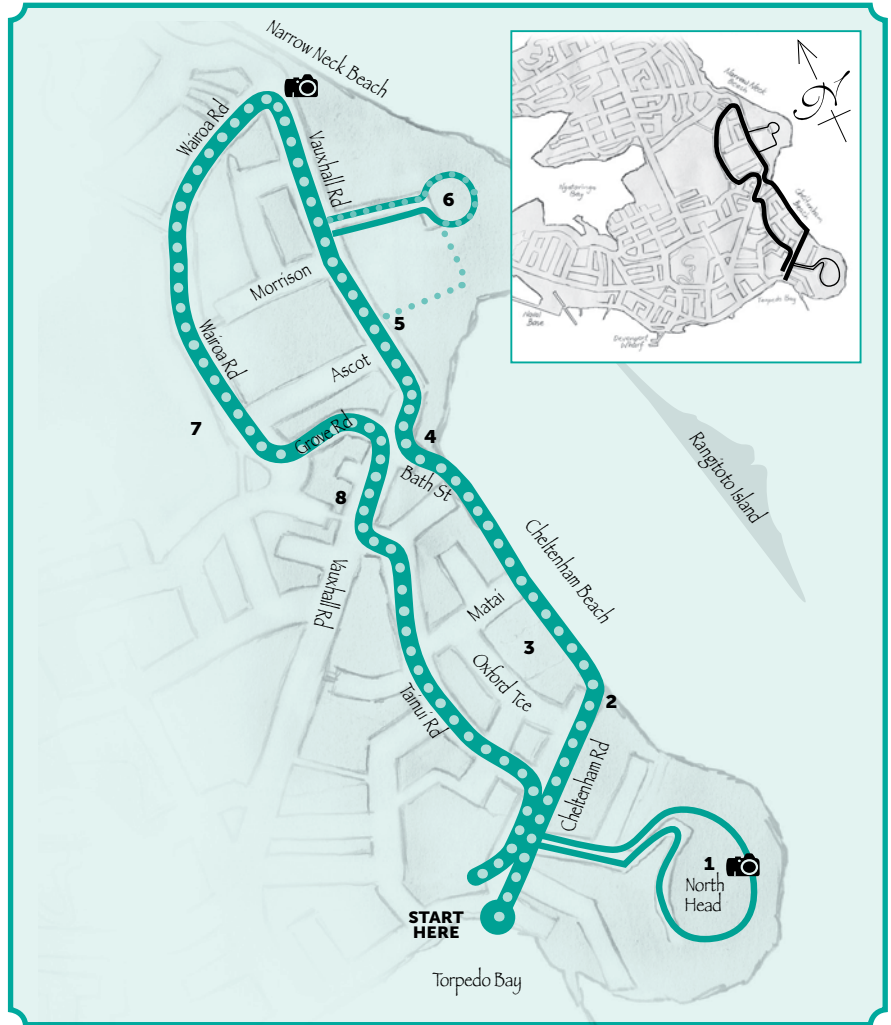 Narrow Neck Beach
Wairoa Rd
Vauxhall Rd
6
Morrison
5
Wairoa Rd
Ascot
7
Grove Rd
4
Bath St
8
Vauxhall Rd
Cheltenham Beach
Matai
3
Oxford Tce
2
Tainui Rd
Cheltenham Rd
1
North
Head
START
HERE
Torpedo Bay
Rangitoto Island
Narrow Neck
Beach
Ngataringa
Bay
Cheltenham
Beach
Torpedo Bay
Naval
Base
Devonport
Wharf